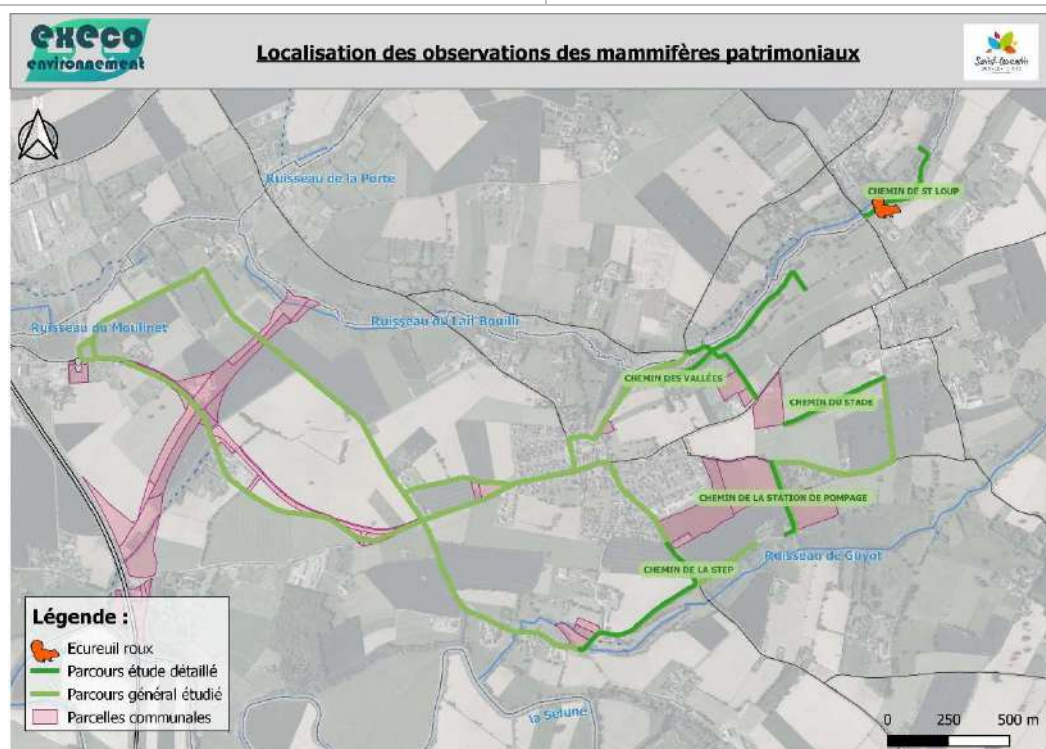 execo
environnement
Localisation des observations des mammifères patrimoniaux
Saint-Quentin
N
Ruisseau de la Porte
CHEMIN DE ST LOUP
Ruisseau du Moulinet
Ruisseau du Lait Bouilli
CHEMIN DES VALLÉES
CHEMIN DU STADE
CHEMIN DE LA STATION DE POMPAGE
Ruisseau de Guyot
CHEMIN DE LA STEP
Légende :
Ecureuil roux
Parcours étude détaillé
Parcours général étudié
Parcelles communales
la Sélune
0 250 500 m